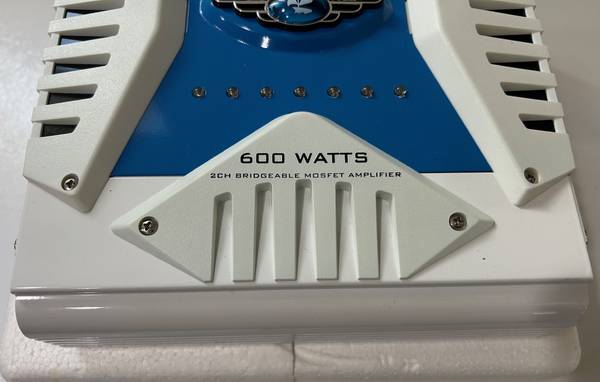 600 WATTS
2CH BRIDGEABLE MOSFET AMPLIFIER